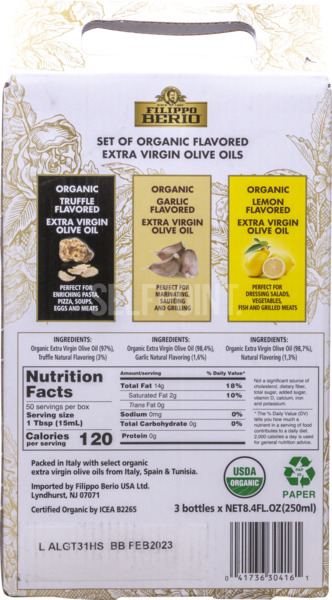 FILIPPO
BERIO
SET OF ORGANIC FLAVORED
EXTRA VIRGIN OLIVE OILS
ORGANIC
TRUFFLE
FLAVORED
EXTRA VIRGIN
OLIVE OIL
PERFECT FOR
ENRICHING PASTA,
PIZZA, SOUPS,
EGGS AND MEATS
ORGANIC
GARLIC
FLAVORED
EXTRA VIRGIN
OLIVE OIL
PERFECT FOR
MARINATING,
SAUTÉING
AND GRILLING
ORGANIC
LEMON
FLAVORED
EXTRA VIRGIN
OLIVE OIL
PERFECT FOR
DRESSING SALADS,
VEGETABLES,
FISH AND GRILLED MEATS
INGREDIENTS:
Organic Extra Virgin Olive Oil (97%),
Truffle Natural Flavoring (3%)
INGREDIENTS:
Organic Extra Virgin Olive Oil (98,4%),
Garlic Natural Flavoring (1,6%)
INGREDIENTS:
Organic Extra Virgin Olive Oil (98,7%),
Natural Flavoring (1,3%)
Nutrition
Facts
50 servings per box
Serving size
1 Tbsp (15mL)
Calories
per serving 120
Amount/serving % Daily Value*
Total Fat 14g 18%
Saturated Fat 2g 10%
Trans Fat 0g
Sodium 0mg 0%
Total Carbohydrate 0g 0%
Protein 0g
Not a significant source of
cholesterol, dietary fiber,
total sugar, added sugar,
vitamin D, calcium, iron
and potassium.
* The % Daily Value (DV)
tells you how much a
nutrient in a serving of food
contributes to a daily diet.
2,000 calories a day is used
for general nutrition advice.
Packed in Italy with select organic
extra virgin olive oils from Italy, Spain & Tunisia.
Imported by Filippo Berio USA Ltd.
Lyndhurst, NJ 07071
Certified Organic by ICEA B2265
USDA
ORGANIC
PAP
PAPER
3 bottles x NET8.4FL.OZ(250ml)
L ALGT31HS BB FEB2023
0 41736 30416 1